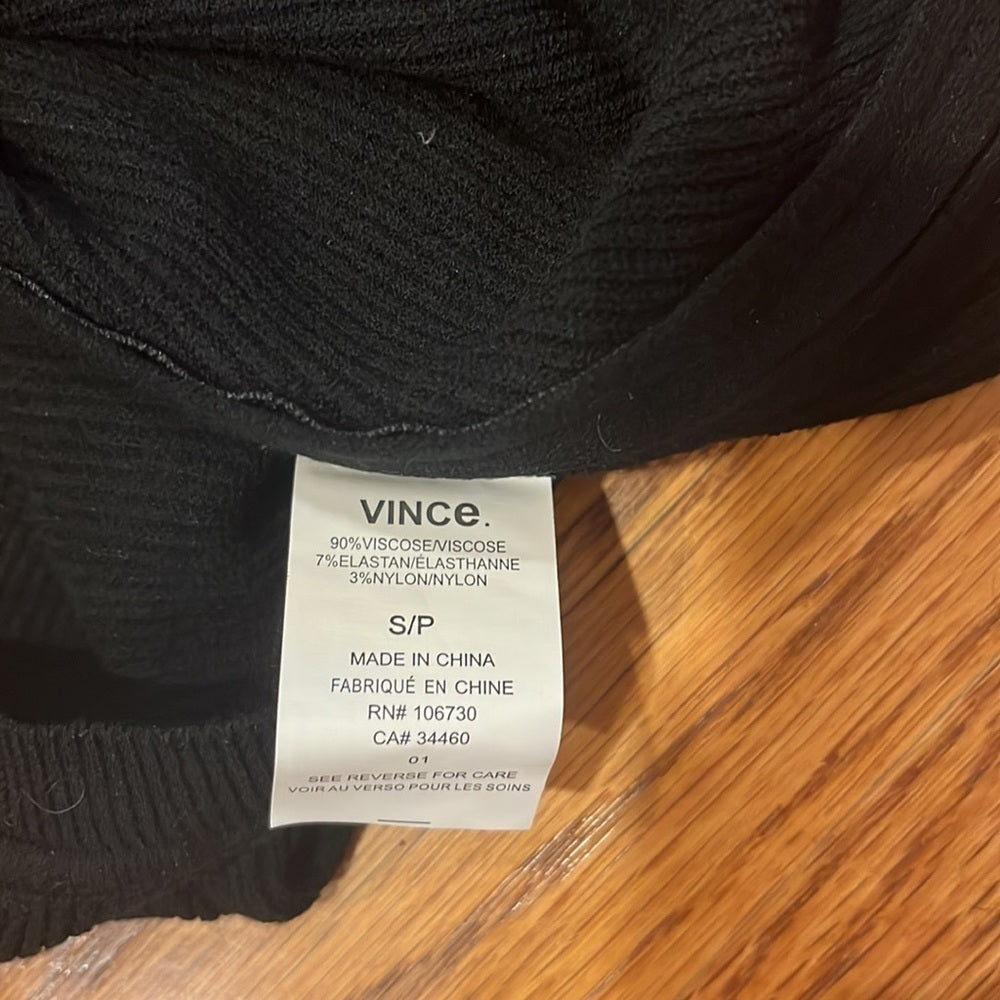 VINCe.
90%VISCOSE/VISCOSE
7%ELASTAN/ÉLASTHANNE
3%NYLON/NYLON
S/P
MADE IN CHINA
FABRIQUÉ EN CHINE
RN# 106730
CA# 34460
01
SEE REVERSE FOR CARE
VOIR AU VERSO POUR LES SOINS